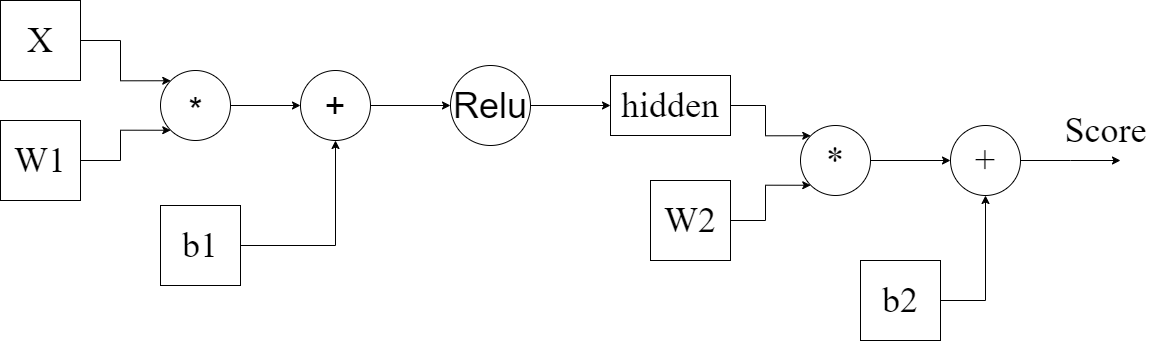 X
W1
*
+
b1
Relu
hidden
W2
*
+
b2
Score